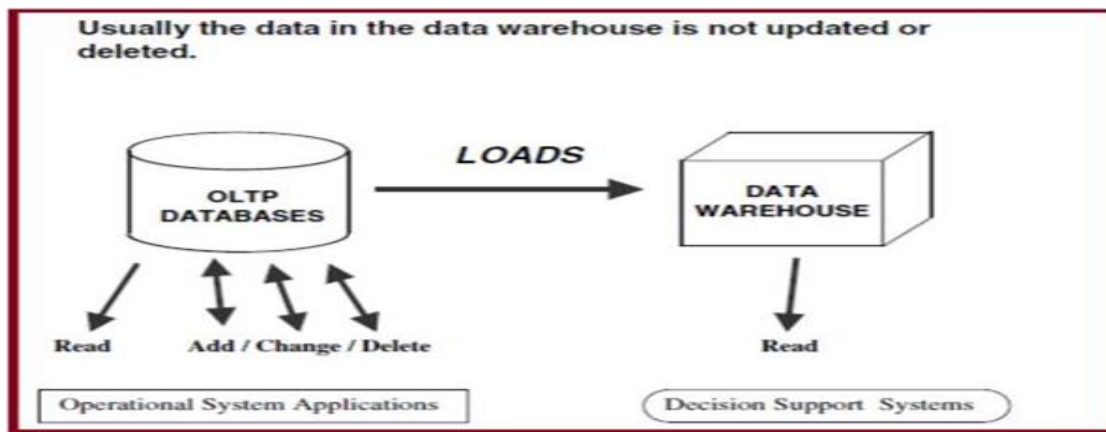 Usually the data in the data warehouse is not updated or
deleted.
LOADS
OLTP
DATABASES
DATA
WAREHOUSE
Read
Add / Change / Delete
Read
Operational System Applications
Decision Support Systems